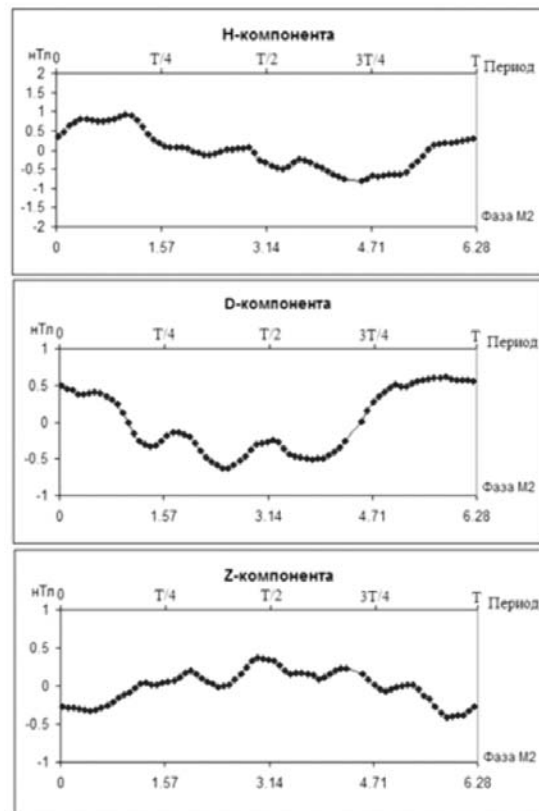 H-компонента
нТл 0 T/4 T/2 3T/4 T Период
2
1.5
1
0.5
0
-0.5
-1
-1.5
-2
Фаза M2
0 1.57 3.14 4.71 6.28
D-компонента
нТл 0 T/4 T/2 3T/4 T Период
1
0.5
0
-0.5
-1
Фаза M2
0 1.57 3.14 4.71 6.28
Z-компонента
нТл 0 T/4 T/2 3T/4 T Период
1
0.5
0
-0.5
-1
Фаза M2
0 1.57 3.14 4.71 6.28